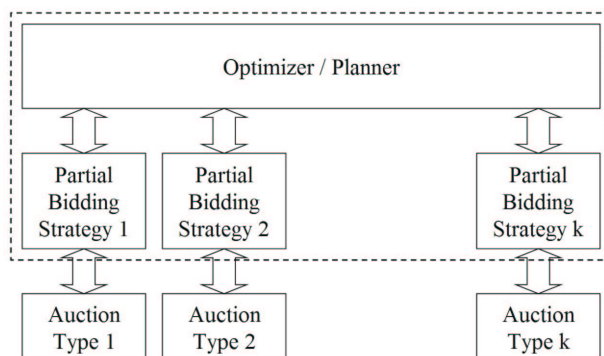 Optimizer / Planner
Partial
Bidding
Strategy 1
Partial
Bidding
Strategy 2
Partial
Bidding
Strategy k
Auction
Type 1
Auction
Type 2
Auction
Type k